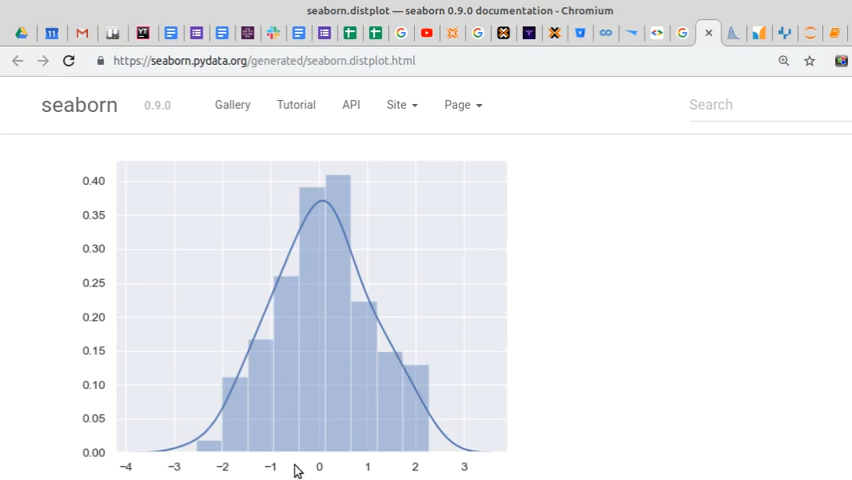 seaborn.distplot — seaborn 0.9.0 documentation - Chromium
https://seaborn.pydata.org/generated/seaborn.distplot.html
seaborn 0.9.0 Gallery Tutorial API Site Page Search
0.40
0.35
0.30
0.25
0.20
0.15
0.10
0.05
0.00
−4 −3 −2 −1 0 1 2 3